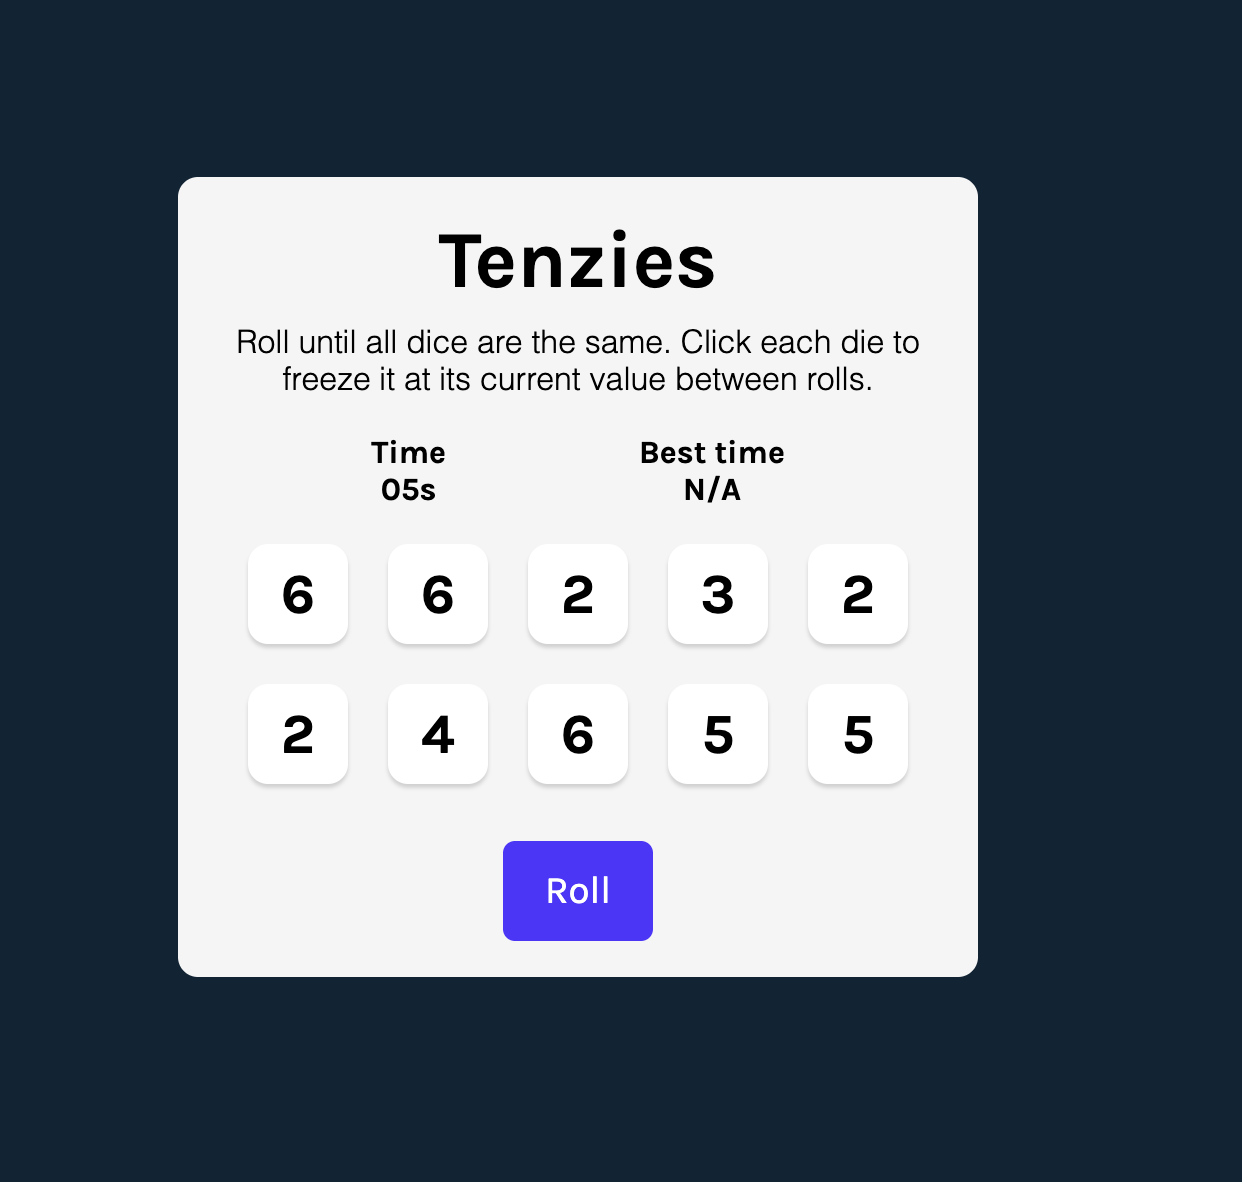 Tenzies
Roll until all dice are the same. Click each die to
freeze it at its current value between rolls.
Time
05s
Best time
N/A
6 6 2 3 2
2 4 6 5 5
Roll